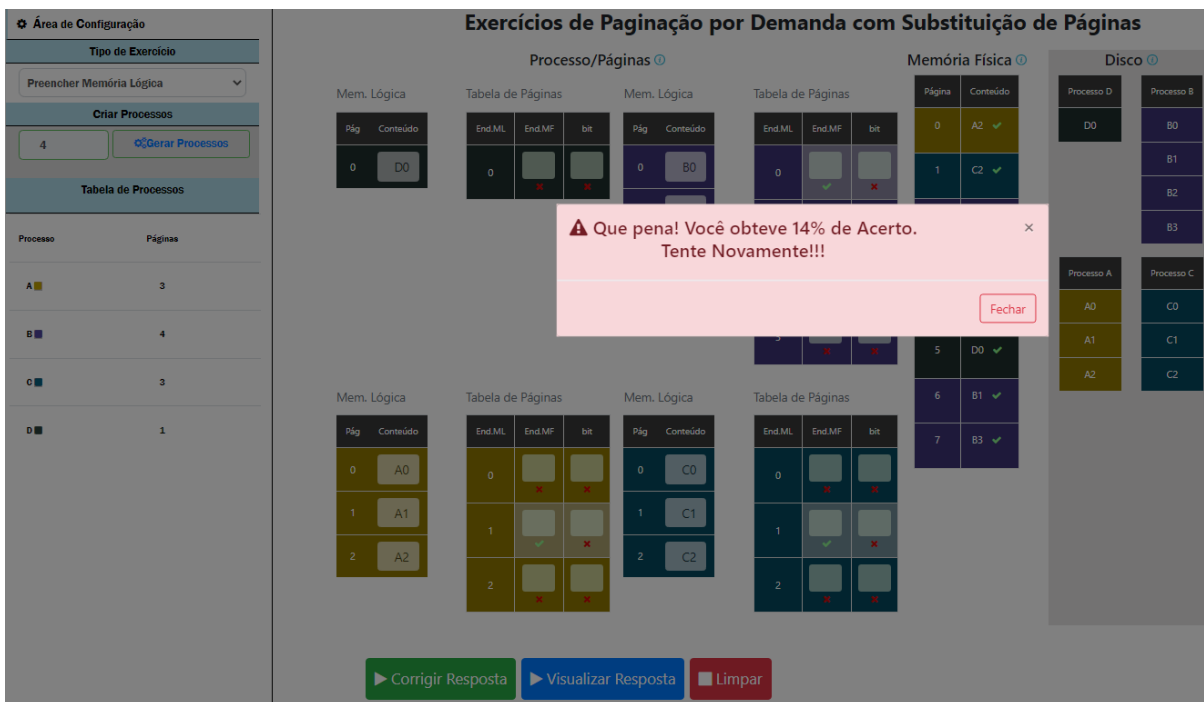 Área de Configuração
Tipo de Exercício
Preencher Memória Lógica
Criar Processos
4 Gerar Processos
Tabela de Processos
Processo Páginas
A 3
B 4
C 3
D 1
Exercícios de Paginação por Demanda com Substituição de Páginas
Processo/Páginas
Mem. Lógica Tabela de Páginas Mem. Lógica Tabela de Páginas
Pág Conteúdo End.ML End.MF bit Pág Conteúdo End.ML End.MF bit
0 D0 0 0 B0 0
Memória Física
Página Conteúdo
0 A2
1 C2
5 D0
6 B1
7 B3
Disco
Processo D Processo B
D0 B0
B1
B2
B3
Processo A Processo C
A0 C0
A1 C1
A2 C2
Que pena! Você obteve 14% de Acerto.
Tente Novamente!!!
×
Fechar
Mem. Lógica Tabela de Páginas Mem. Lógica Tabela de Páginas
Pág Conteúdo End.ML End.MF bit Pág Conteúdo End.ML End.MF bit
0 A0 0 0 C0 0
1 A1 1 1 C1 1
2 A2 2 2 C2 2
Corrigir Resposta Visualizar Resposta Limpar